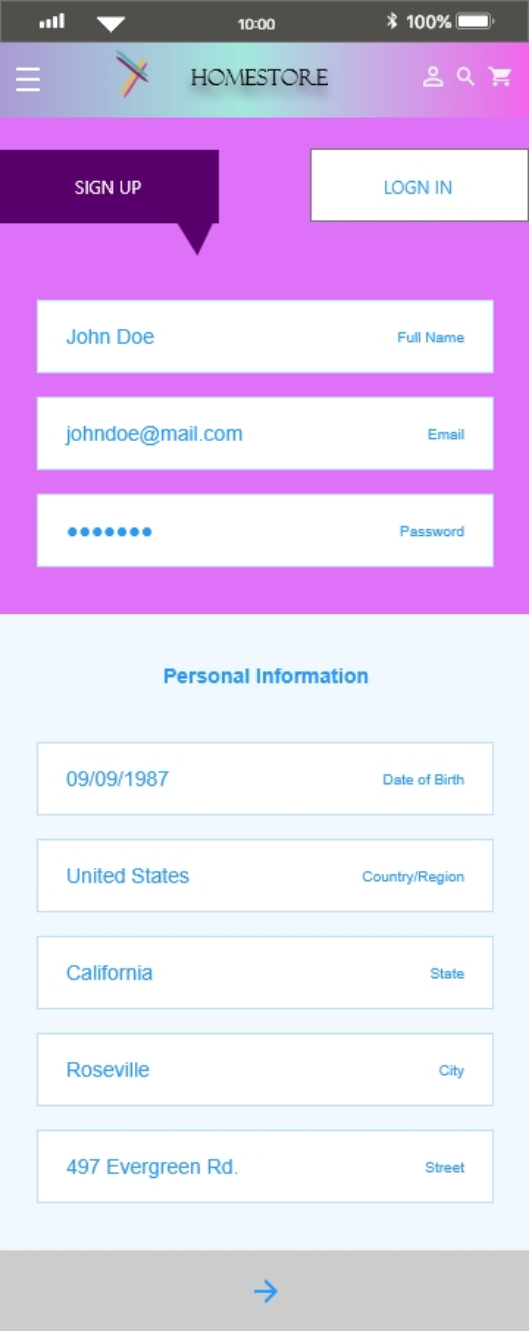 10:00
100%
HOMESTORE
SIGN UP
LOGN IN
John Doe Full Name
johndoe@mail.com Email
●●●●●●● Password
Personal Information
09/09/1987 Date of Birth
United States Country/Region
California State
Roseville City
497 Evergreen Rd. Street